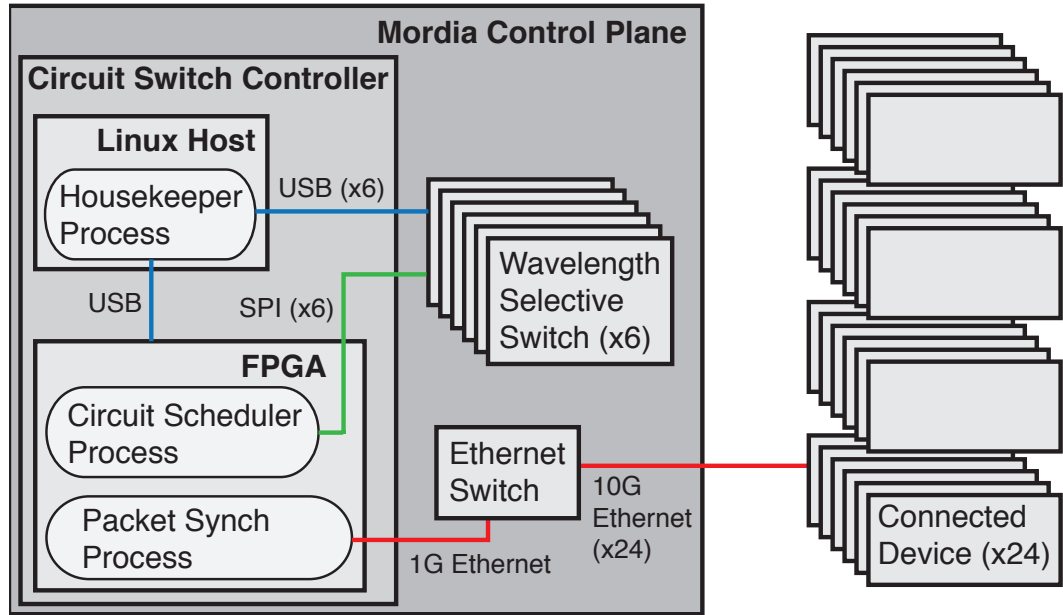 Mordia Control Plane
Circuit Switch Controller
Linux Host
Housekeeper
Process
USB (x6)
USB
SPI (x6)
Wavelength
Selective
Switch (x6)
FPGA
Circuit Scheduler
Process
Packet Synch
Process
1G Ethernet
Ethernet
Switch
10G
Ethernet
(x24)
Connected
Device (x24)